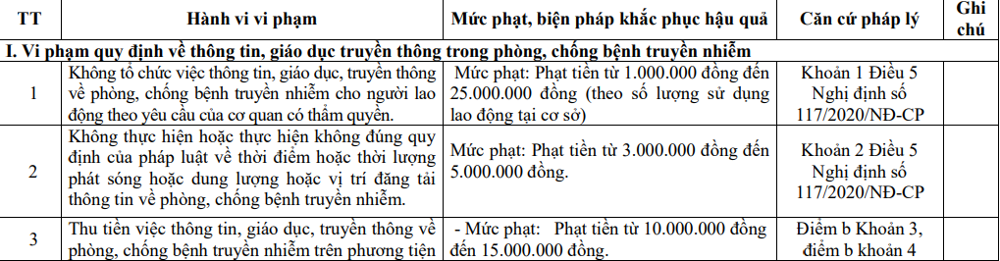 TT
Hành vi vi phạm
Mức phạt, biện pháp khắc phục hậu quả
Căn cứ pháp lý
Ghi
chú
I. Vi phạm quy định về thông tin, giáo dục truyền thông trong phòng, chống bệnh truyền nhiễm
1
Không tổ chức việc thông tin, giáo dục, truyền thông
về phòng, chống bệnh truyền nhiễm cho người lao
động theo yêu cầu của cơ quan có thẩm quyền.
Mức phạt: Phạt tiền từ 1.000.000 đồng đến
25.000.000 đồng (theo số lượng sử dụng
lao động tại cơ sở)
Khoản 1 Điều 5
Nghị định số
117/2020/NĐ-CP
2
Không thực hiện hoặc thực hiện không đúng quy
định của pháp luật về thời điểm hoặc thời lượng
phát sóng hoặc dung lượng hoặc vị trí đăng tải
thông tin về phòng, chống bệnh truyền nhiễm.
Mức phạt: Phạt tiền từ 3.000.000 đồng đến
5.000.000 đồng.
Khoản 2 Điều 5
Nghị định số
117/2020/NĐ-CP
3
Thu tiền việc thông tin, giáo dục, truyền thông về
phòng, chống bệnh truyền nhiễm trên phương tiện
- Mức phạt: Phạt tiền từ 10.000.000 đồng
đến 15.000.000 đồng.
Điểm b Khoản 3,
điểm b khoản 4